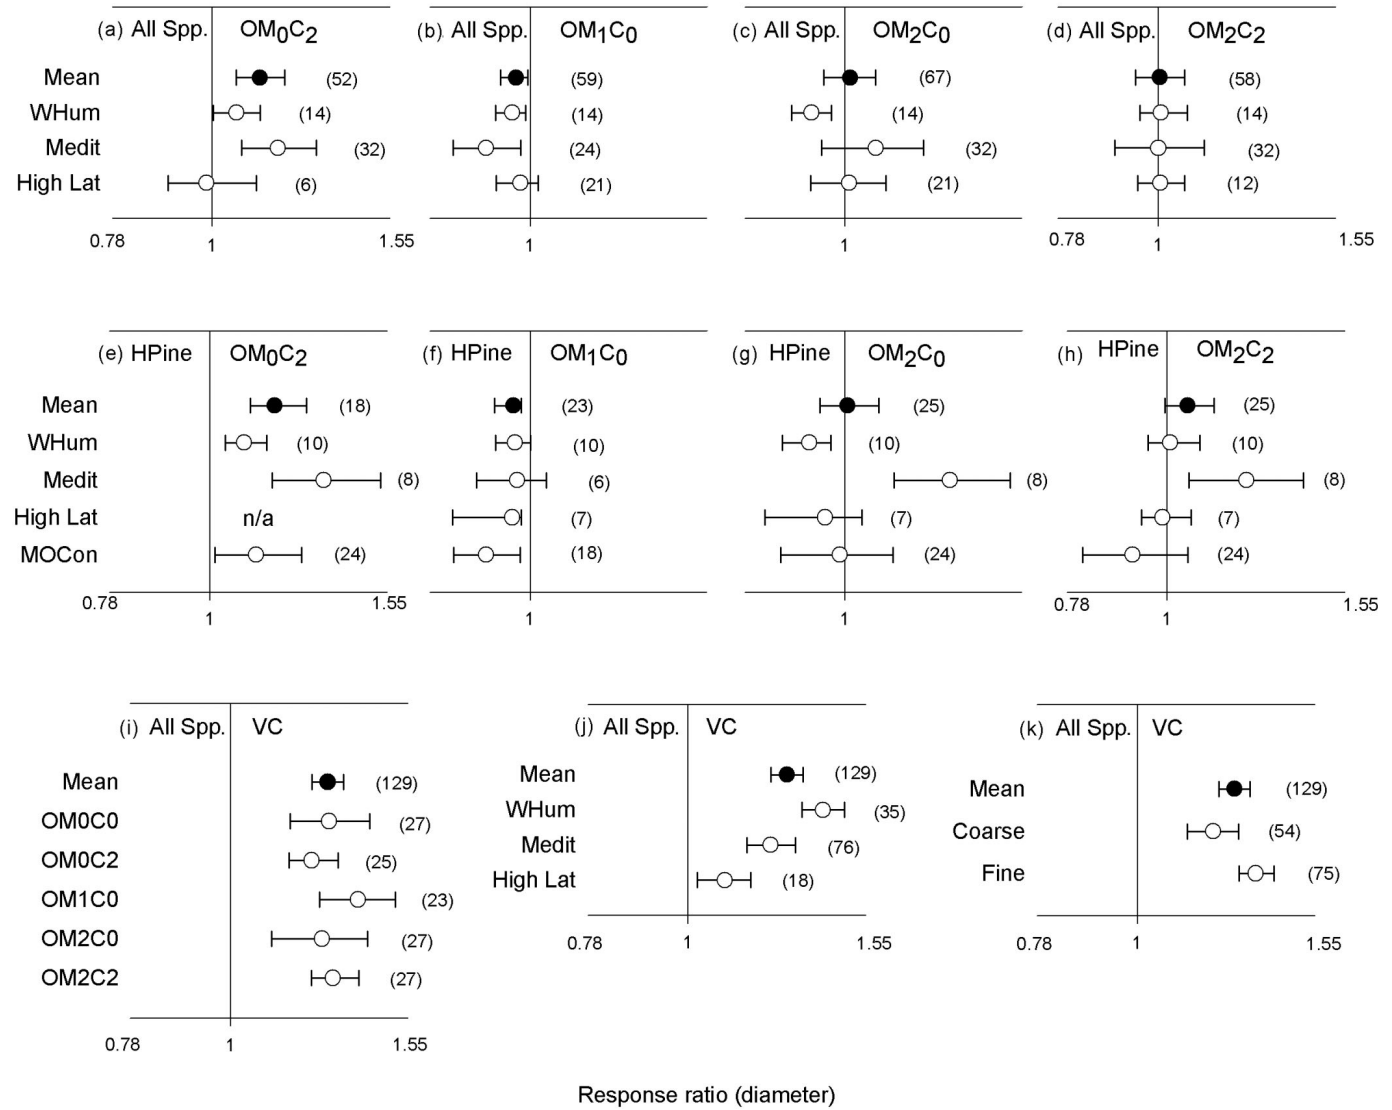 (a) All Spp. OM0C2 (b) All Spp. OM1C0 (c) All Spp. OM2C0 (d) All Spp. OM2C2
Mean (52) (59) (67) (58)
WHum (14) (14) (14) (14)
Medit (32) (24) (32) (32)
High Lat (6) (21) (21) (12)
0.78 1 1.55 1 1 0.78 1 1.55
(e) HPine OM0C2 (f) HPine OM1C0 (g) HPine OM2C0 (h) HPine OM2C2
Mean (18) (23) (25) (25)
WHum (10) (10) (10) (10)
Medit (8) (6) (8) (8)
High Lat n/a (7) (7) (7)
MOCon (24) (18) (24) (24)
0.78 1 1.55 1 1 0.78 1 1.55
(i) All Spp. VC
Mean (129)
OM0C0 (27)
OM0C2 (25)
OM1C0 (23)
OM2C0 (27)
OM2C2 (27)
0.78 1 1.55
(j) All Spp. VC
Mean (129)
WHum (35)
Medit (76)
High Lat (18)
0.78 1 1.55
(k) All Spp. VC
Mean (129)
Coarse (54)
Fine (75)
0.78 1 1.55
Response ratio (diameter)